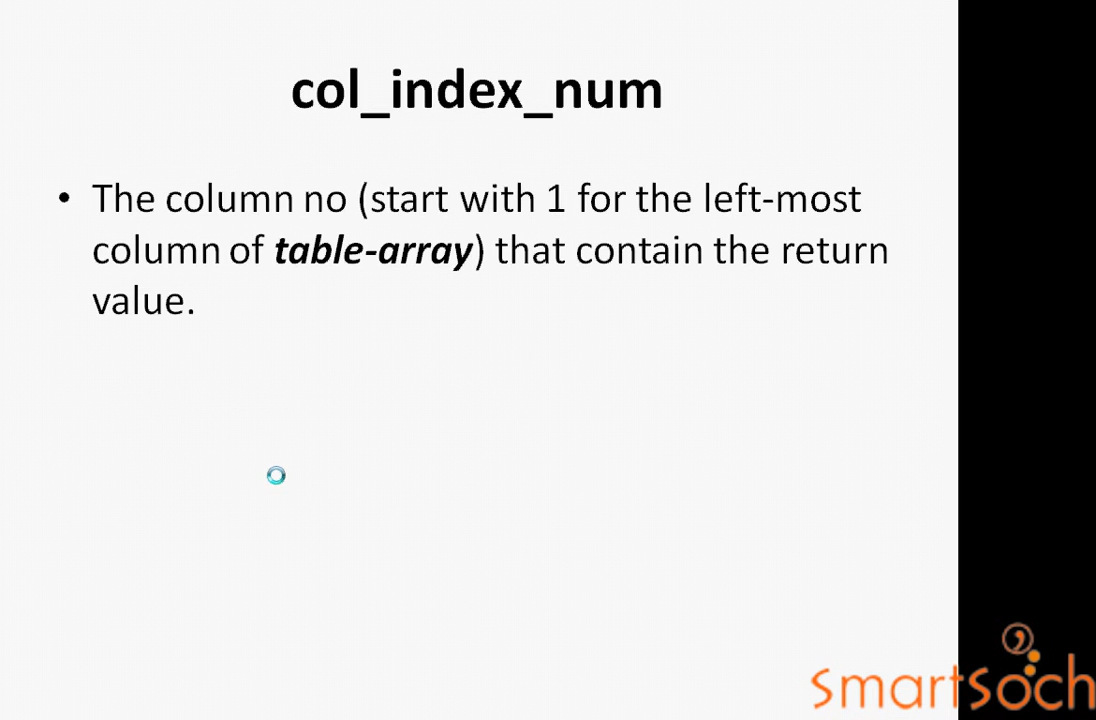 col_index_num
• The column no (start with 1 for the left-most
column of table-array) that contain the return
value.
SmartSoch